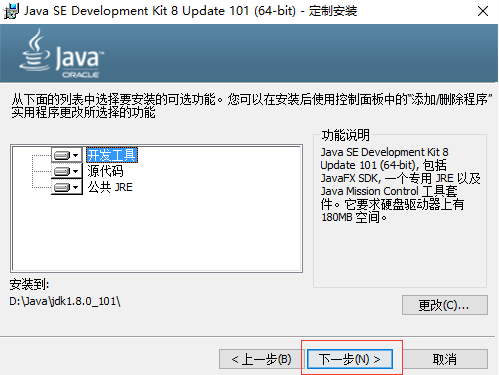 Java SE Development Kit 8 Update 101 (64-bit) - 定制安装
Java
ORACLE
从下面的列表中选择要安装的可选功能。您可以在安装后使用控制面板中的“添加/删除程序”
实用程序更改所选择的功能
开发工具
源代码
公共 JRE
功能说明
Java SE Development Kit 8
Update 101 (64-bit), 包括
JavaFX SDK, 一个专用 JRE 以及
Java Mission Control 工具套
件。它要求硬盘驱动器上有
180MB 空间。
安装到:
D:\Java\jdk1.8.0_101\
更改(C)...
< 上一步(B)
下一步(N) >
取消